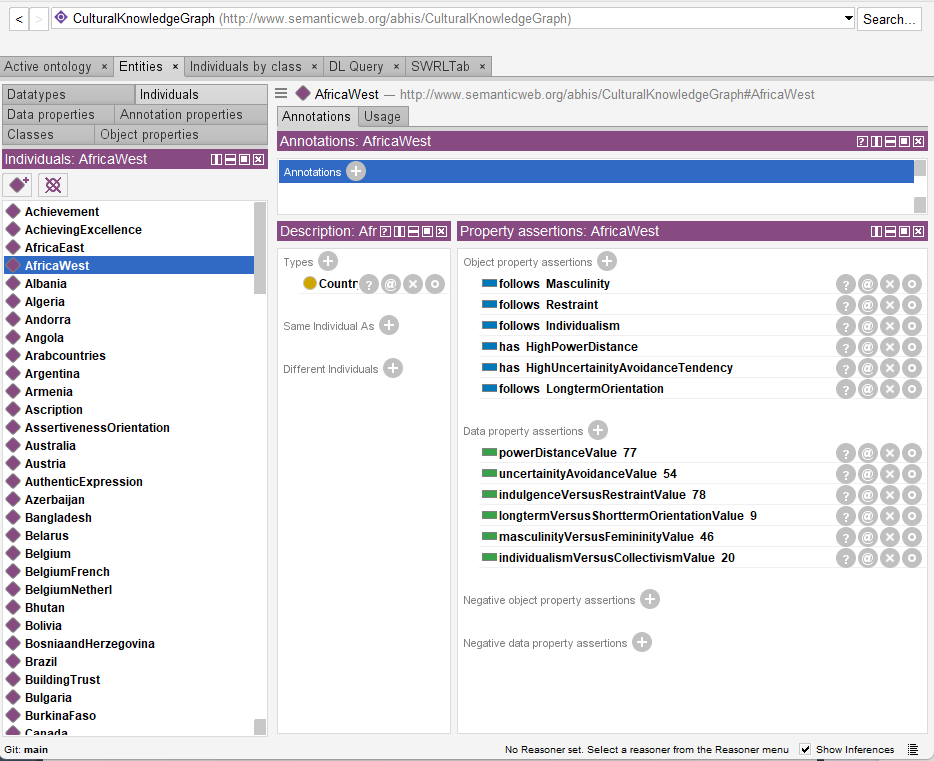 < > CulturalKnowledgeGraph (http://www.semanticweb.org/abhis/CulturalKnowledgeGraph) Search...
Active ontology × Entities × Individuals by class × DL Query × SWRLTab ×
Datatypes Individuals
Data properties Annotation properties
Classes Object properties
Individuals: AfricaWest
Achievement
AchievingExcellence
AfricaEast
AfricaWest
Albania
Algeria
Andorra
Angola
Arabcountries
Argentina
Armenia
Ascription
AssertivenessOrientation
Australia
Austria
AuthenticExpression
Azerbaijan
Bangladesh
Belarus
Belgium
BelgiumFrench
BelgiumNetherl
Bhutan
Bolivia
BosniaandHerzegovina
Brazil
BuildingTrust
Bulgaria
BurkinaFaso
Canada
AfricaWest — http://www.semanticweb.org/abhis/CulturalKnowledgeGraph#AfricaWest
Annotations Usage
Annotations: AfricaWest
Annotations
Description: Afr
Types
Countr
Same Individual As
Different Individuals
Property assertions: AfricaWest
Object property assertions
follows Masculinity
follows Restraint
follows Individualism
has HighPowerDistance
has HighUncertainityAvoidanceTendency
follows LongtermOrientation
Data property assertions
powerDistanceValue 77
uncertainityAvoidanceValue 54
indulgenceVersusRestraintValue 78
longtermVersusShorttermOrientationValue 9
masculinityVersusFemininityValue 46
individualismVersusCollectivismValue 20
Negative object property assertions
Negative data property assertions
Git: main
No Reasoner set. Select a reasoner from the Reasoner menu Show Inferences